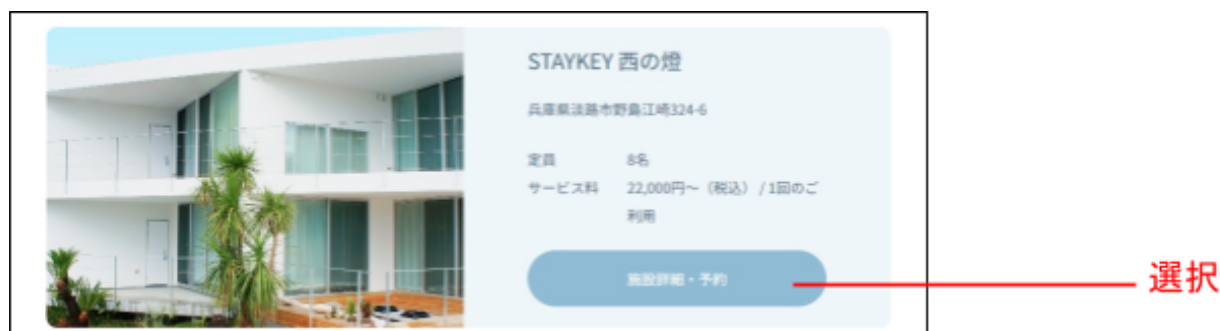 STAYKEY 西の燈
兵庫県淡路市野島江崎324-6
定員 8名
サービス料 22,000円～（税込）/ 1回のご
利用
施設詳細・予約
選択